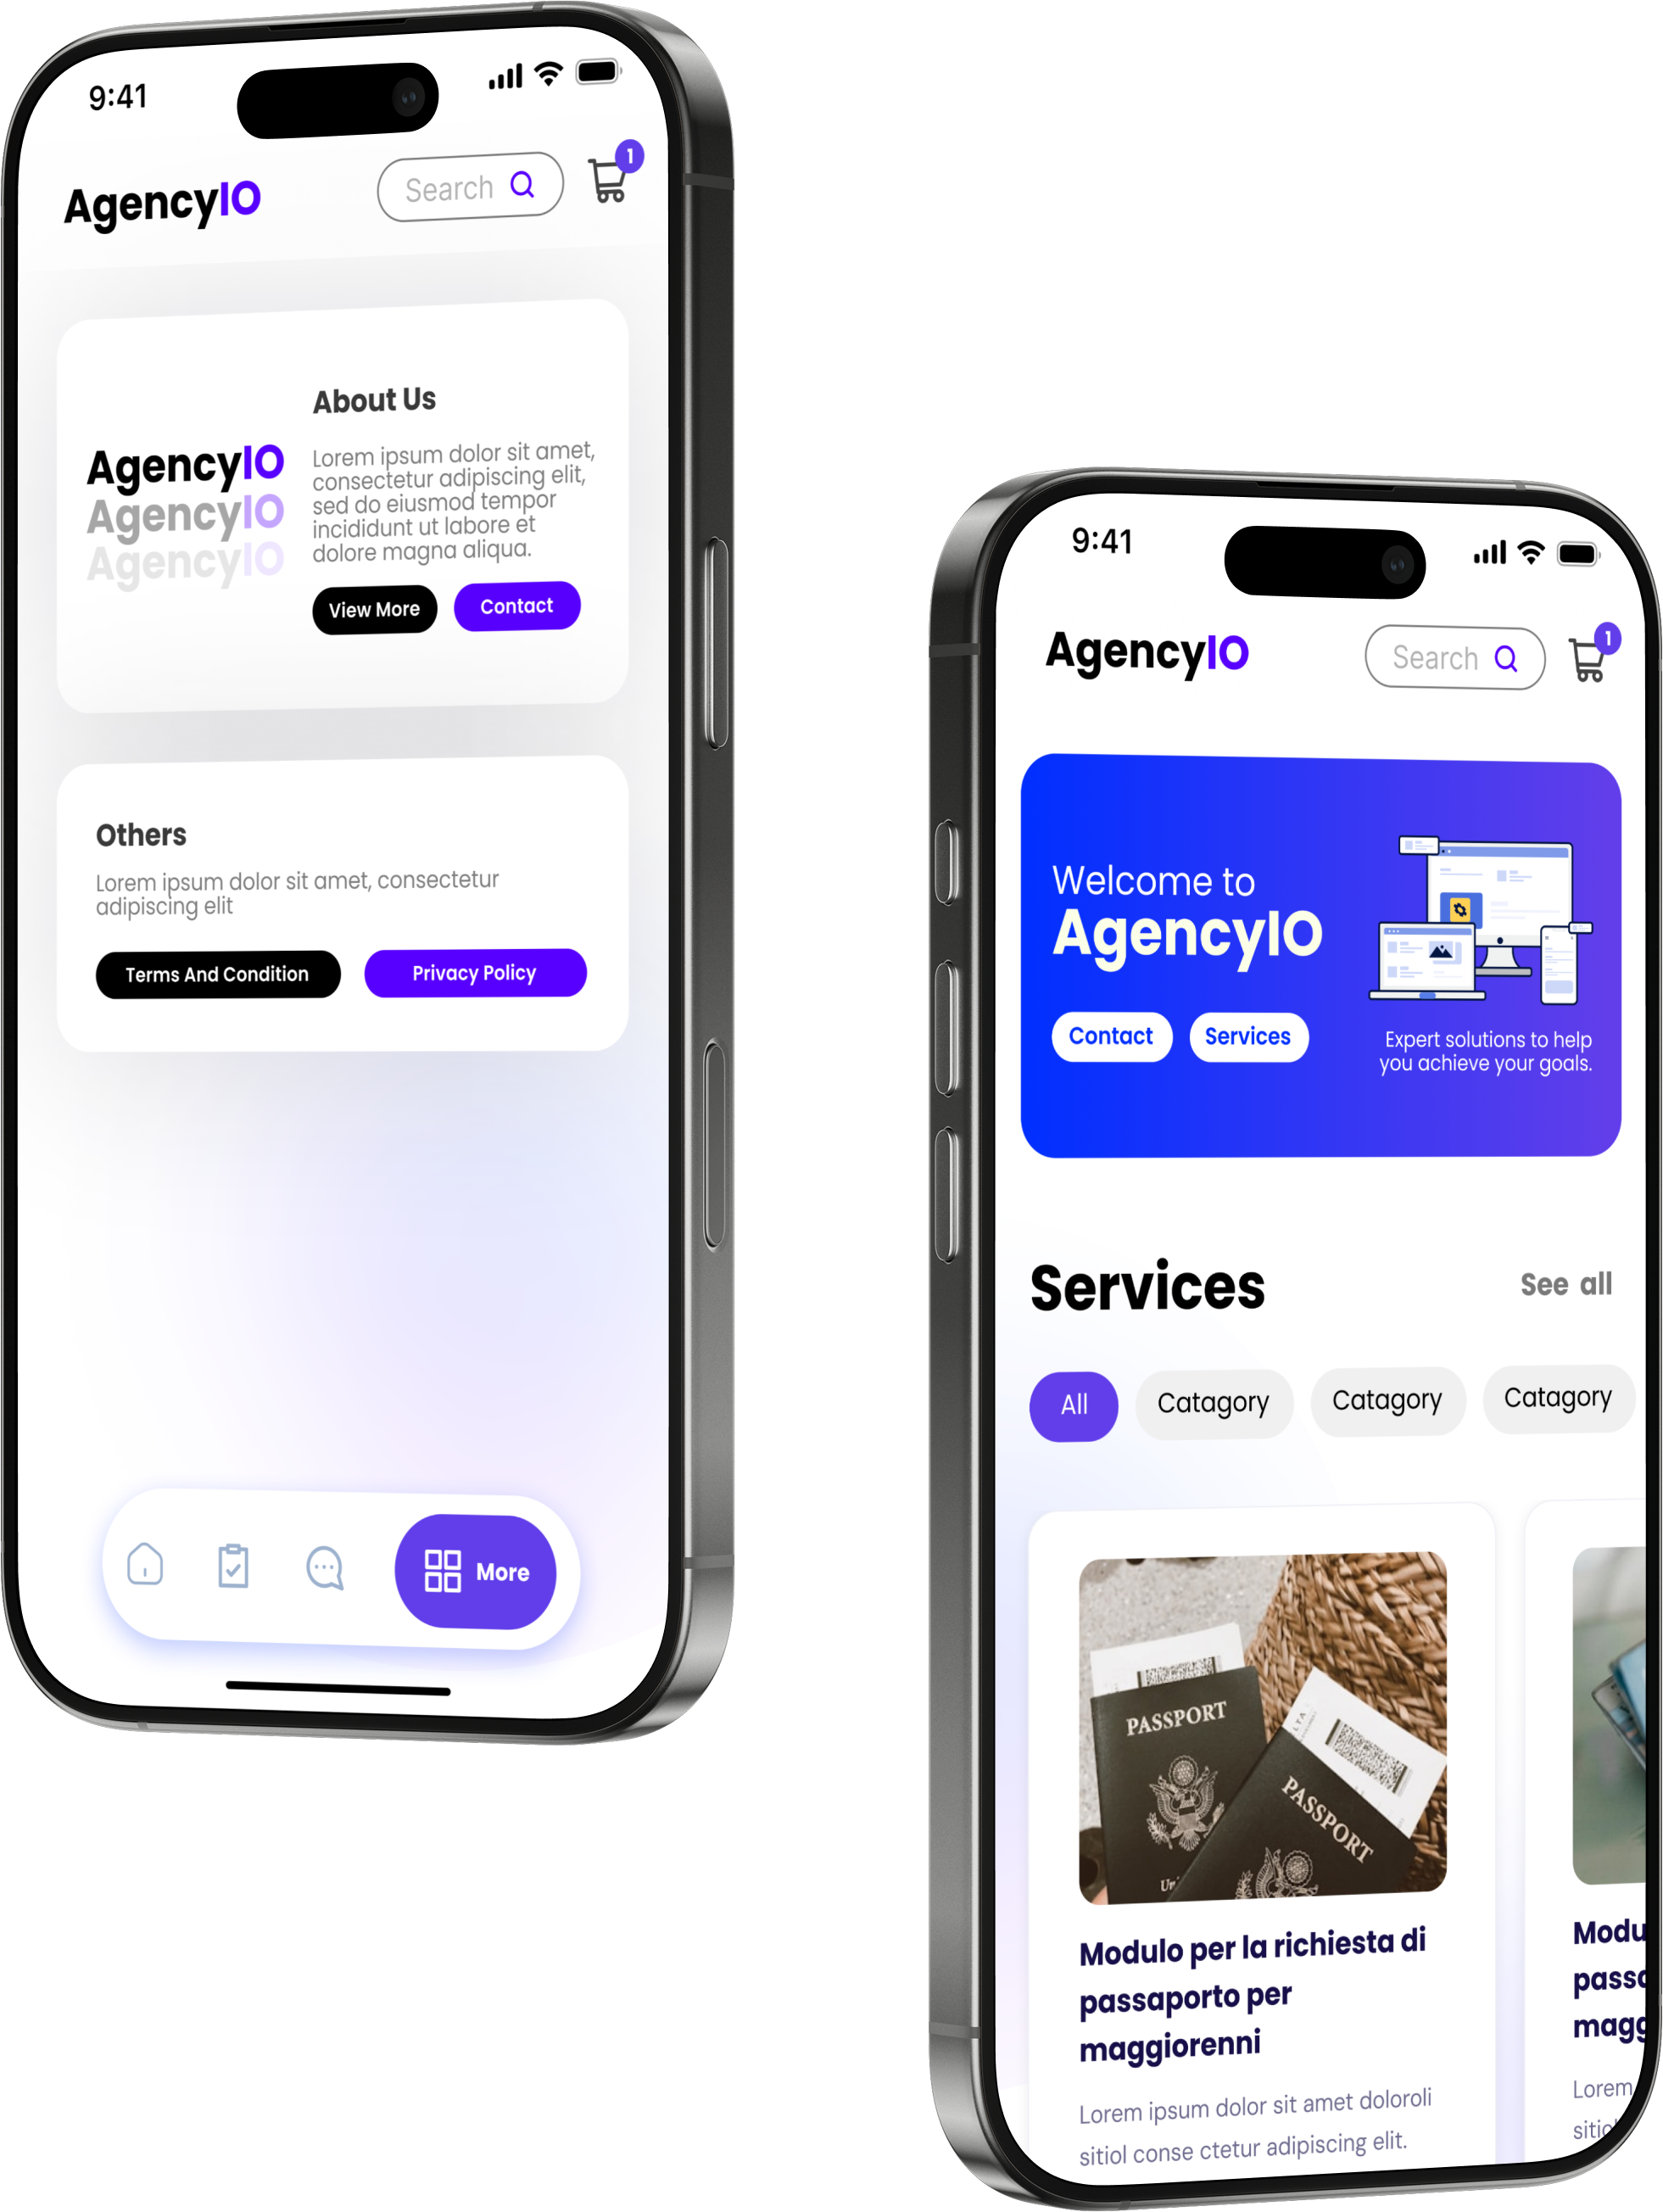 9:41
AgencyIO
Search
1
About Us
AgencyIO
AgencyIO
AgencyIO
Lorem ipsum dolor sit amet,
consectetur adipiscing elit,
sed do eiusmod tempor
incididunt ut labore et
dolore magna aliqua.
View More
Contact
Others
Lorem ipsum dolor sit amet, consectetur
adipiscing elit
Terms And Condition
Privacy Policy
More
9:41
AgencyIO
Search
1
Welcome to
AgencyIO
Contact
Services
Expert solutions to help
you achieve your goals.
Services
See all
All
Catagory
Catagory
Catagory
PASSPORT
PASSPORT
Modulo per la richiesta di
passaporto per
maggiorenni
Lorem ipsum dolor sit amet doloroli
sitiol conse ctetur adipiscing elit.
Modu
passa
magg
Lorem